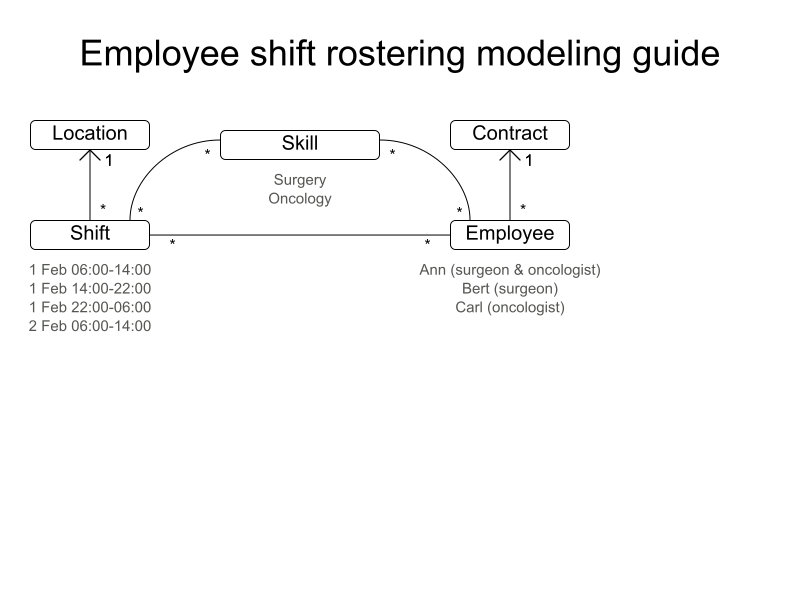 Employee shift rostering modeling guide
Location
Skill
Contract
1
*
*
1
Surgery
Oncology
*
*
*
*
Shift
Employee
*
*
1 Feb 06:00-14:00
1 Feb 14:00-22:00
1 Feb 22:00-06:00
2 Feb 06:00-14:00
Ann (surgeon & oncologist)
Bert (surgeon)
Carl (oncologist)